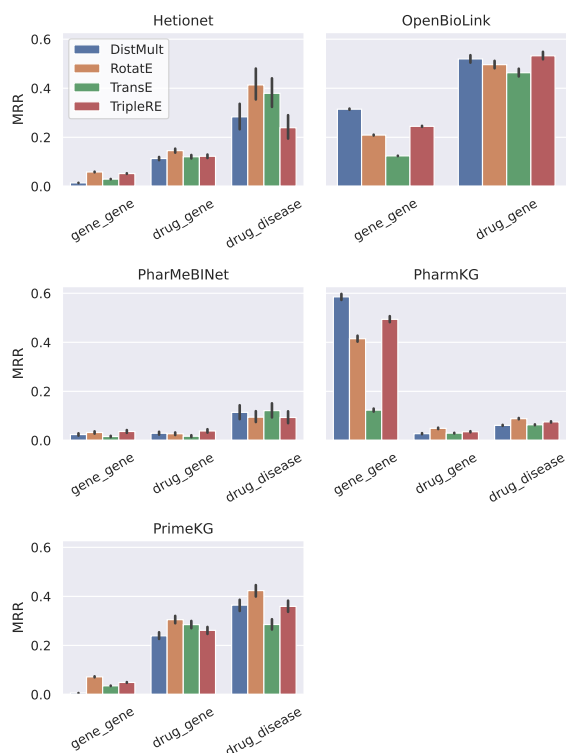 Hetionet
OpenBioLink
MRR
0.6
0.4
0.2
0.0
DistMult
RotatE
TransE
TripleRE
gene_gene
drug_gene
drug_disease
gene_gene
drug_gene
PharMeBINet
PharmKG
MRR
0.6
0.4
0.2
0.0
gene_gene
drug_gene
drug_disease
gene_gene
drug_gene
drug_disease
PrimeKG
MRR
0.6
0.4
0.2
0.0
gene_gene
drug_gene
drug_disease